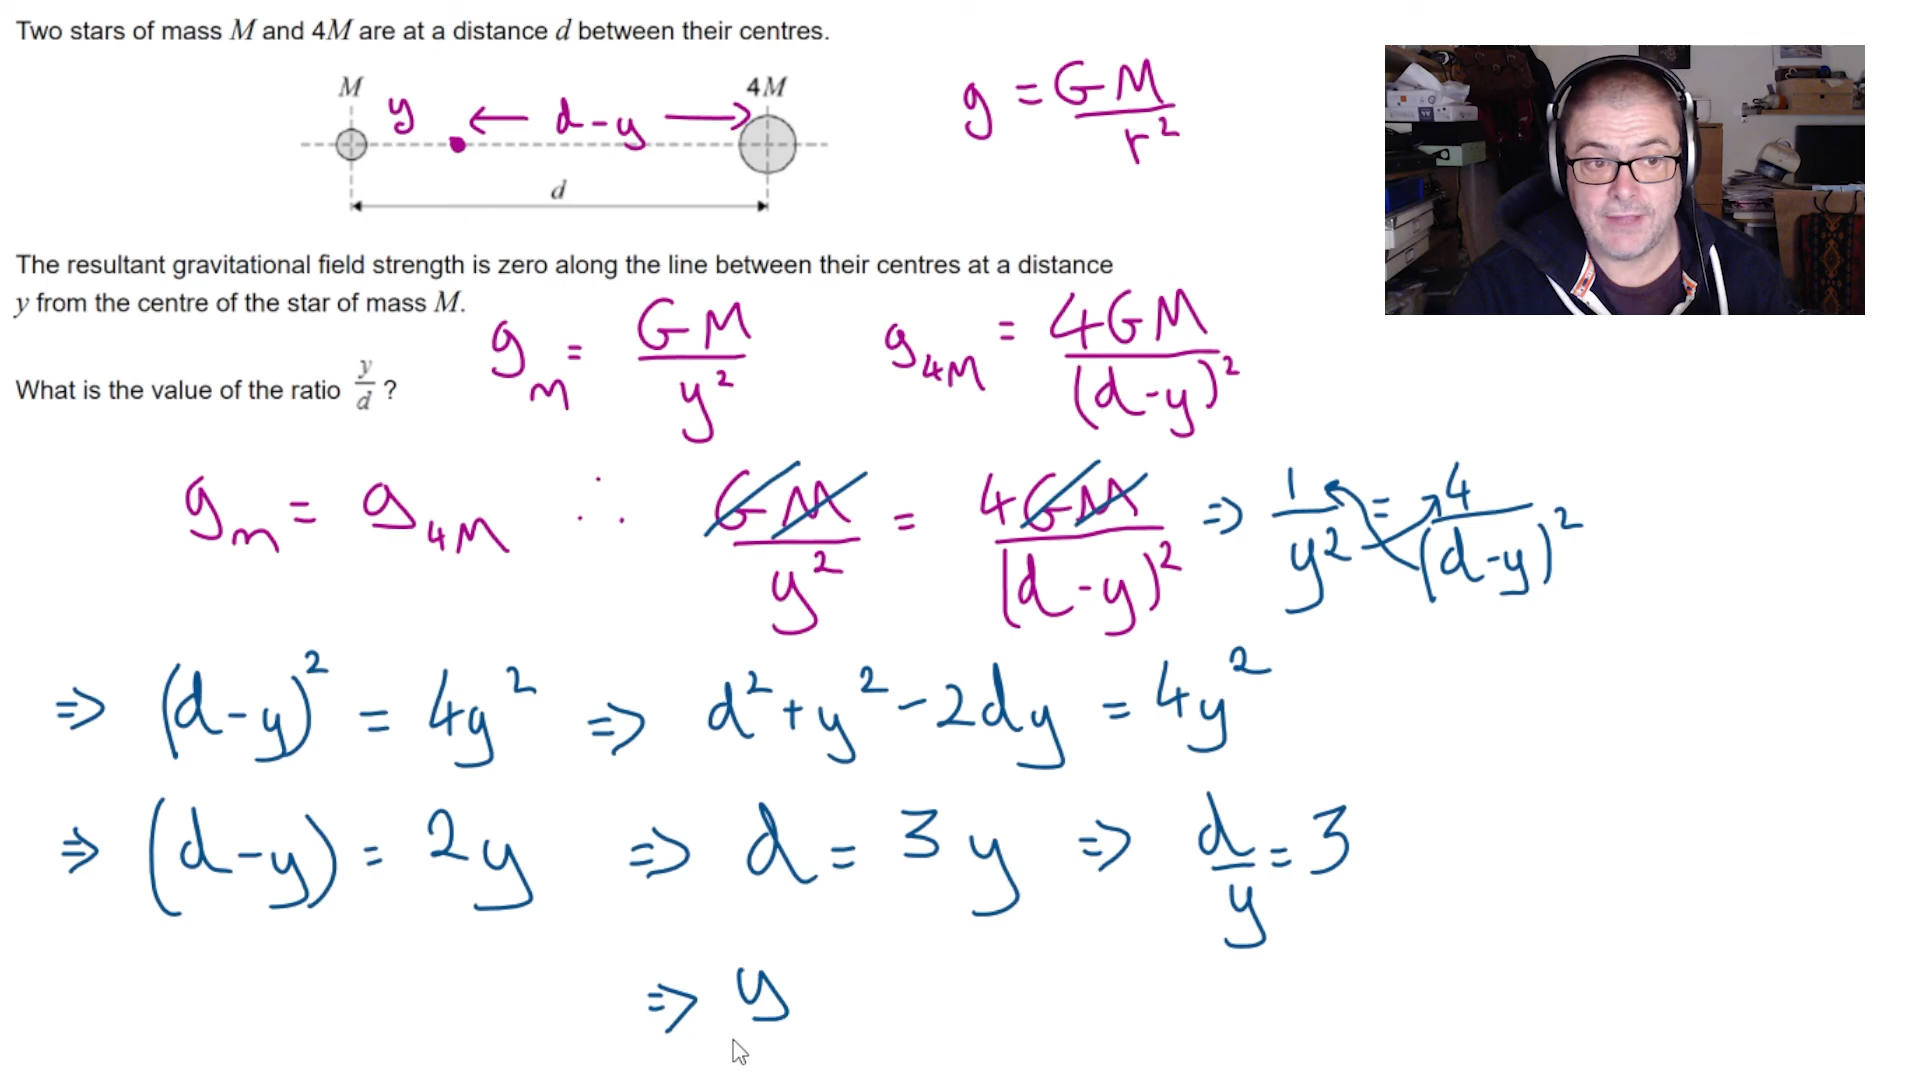 Two stars of mass M and 4M are at a distance d between their centres.
M
4M
y ← d-y →
d
g = GM / r²
The resultant gravitational field strength is zero along the line between their centres at a distance
y from the centre of the star of mass M.
g_m = GM / y²
g_4M = 4GM / (d-y)²
What is the value of the ratio y/d ?
g_m = g_4M ∴ GM / y² = 4GM / (d-y)² ⇒ 1 / y² = 4 / (d-y)²
⇒ (d-y)² = 4y² ⇒ d² + y² - 2dy = 4y²
⇒ (d-y) = 2y ⇒ d = 3y ⇒ d/y = 3
⇒ y